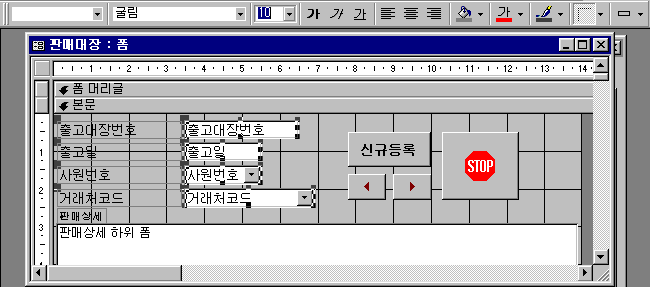 굴림 10 가 가 가 가
판매대장 : 폼
1 2 3 4 5 6 7 8 9 10 11 12 13 14
폼 머리글
본문
출고대장번호 출고대장번호
출고일 출고일
사원번호 사원번호
거래처코드 거래처코드
신규등록
STOP
판매상세
판매상세 하위 폼
1
2
3